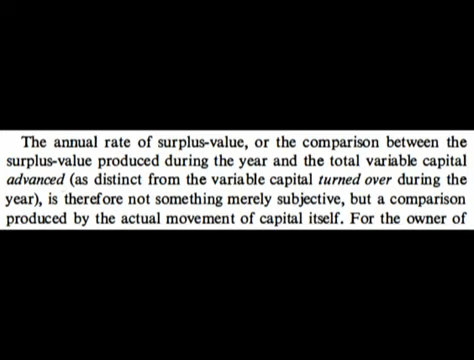 The annual rate of surplus-value, or the comparison between the
surplus-value produced during the year and the total variable capital
advanced (as distinct from the variable capital turned over during the
year), is therefore not something merely subjective, but a comparison
produced by the actual movement of capital itself. For the owner of